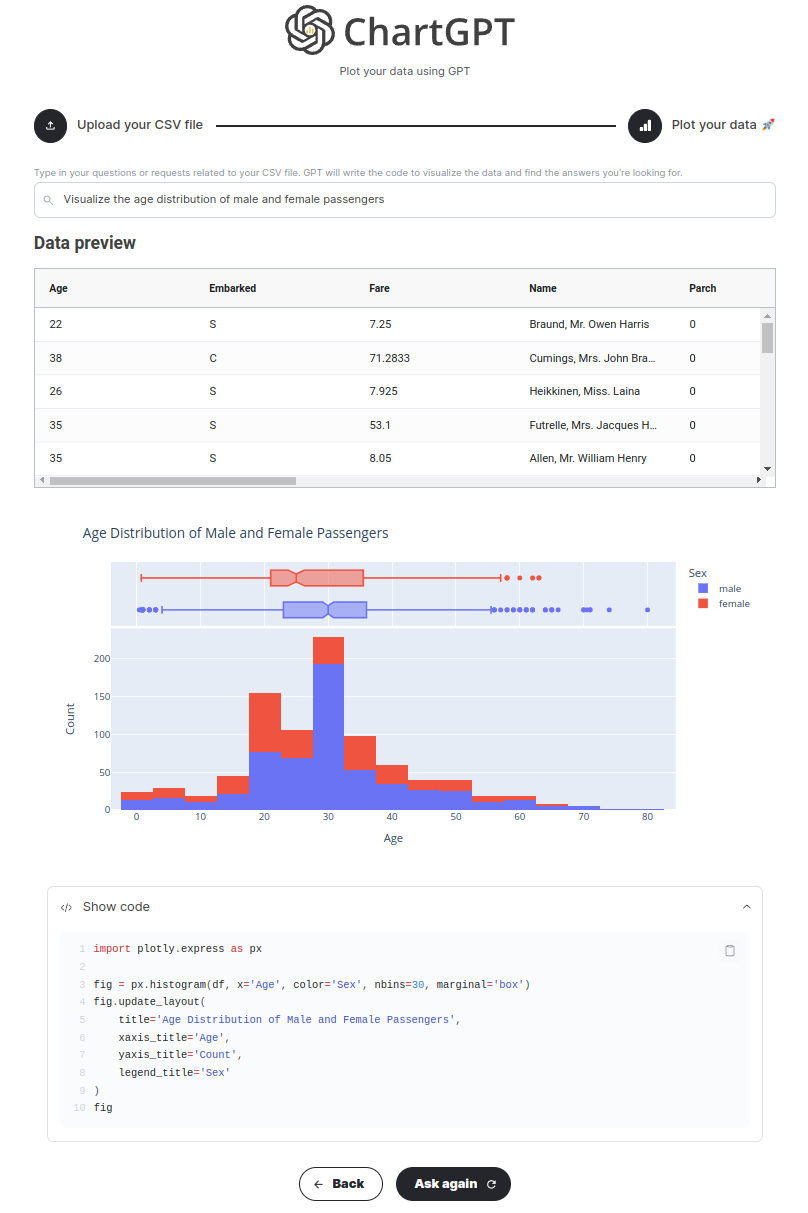 ChartGPT
Plot your data using GPT
Upload your CSV file
Plot your data 🚀
Type in your questions or requests related to your CSV file. GPT will write the code to visualize the data and find the answers you're looking for.
Visualize the age distribution of male and female passengers
Data preview
Age Embarked Fare Name Parch
22 S 7.25 Braund, Mr. Owen Harris 0
38 C 71.2833 Cumings, Mrs. John Bra... 0
26 S 7.925 Heikkinen, Miss. Laina 0
35 S 53.1 Futrelle, Mrs. Jacques H... 0
35 S 8.05 Allen, Mr. William Henry 0
Age Distribution of Male and Female Passengers
Sex
male
female
200
150
100
50
0
Count
0 10 20 30 40 50 60 70 80
Age
</> Show code
1 import plotly.express as px
2
3 fig = px.histogram(df, x='Age', color='Sex', nbins=30, marginal='box')
4 fig.update_layout(
5     title='Age Distribution of Male and Female Passengers',
6     xaxis_title='Age',
7     yaxis_title='Count',
8     legend_title='Sex'
9 )
10 fig
← Back
Ask again